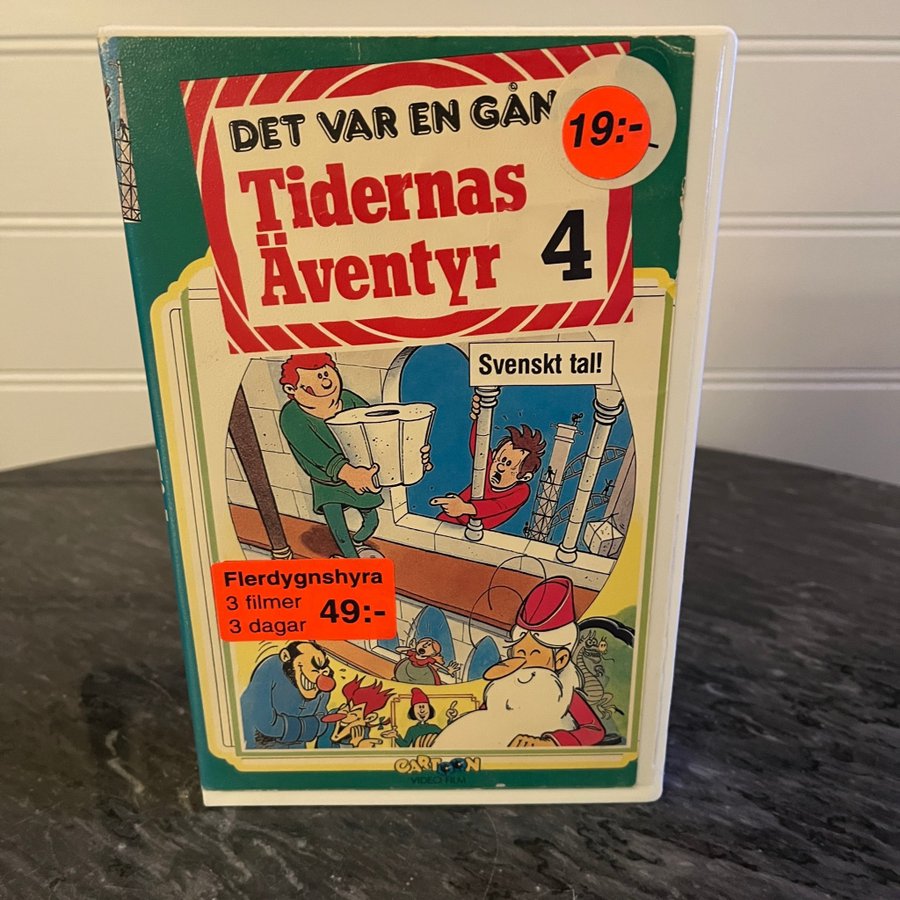 DET VAR EN GÅN
19:-
Tidernas
Äventyr 4
Svenskt tal!
Flerdygnshyra
3 filmer
3 dagar 49:-
CARTOON
VIDEO FILM